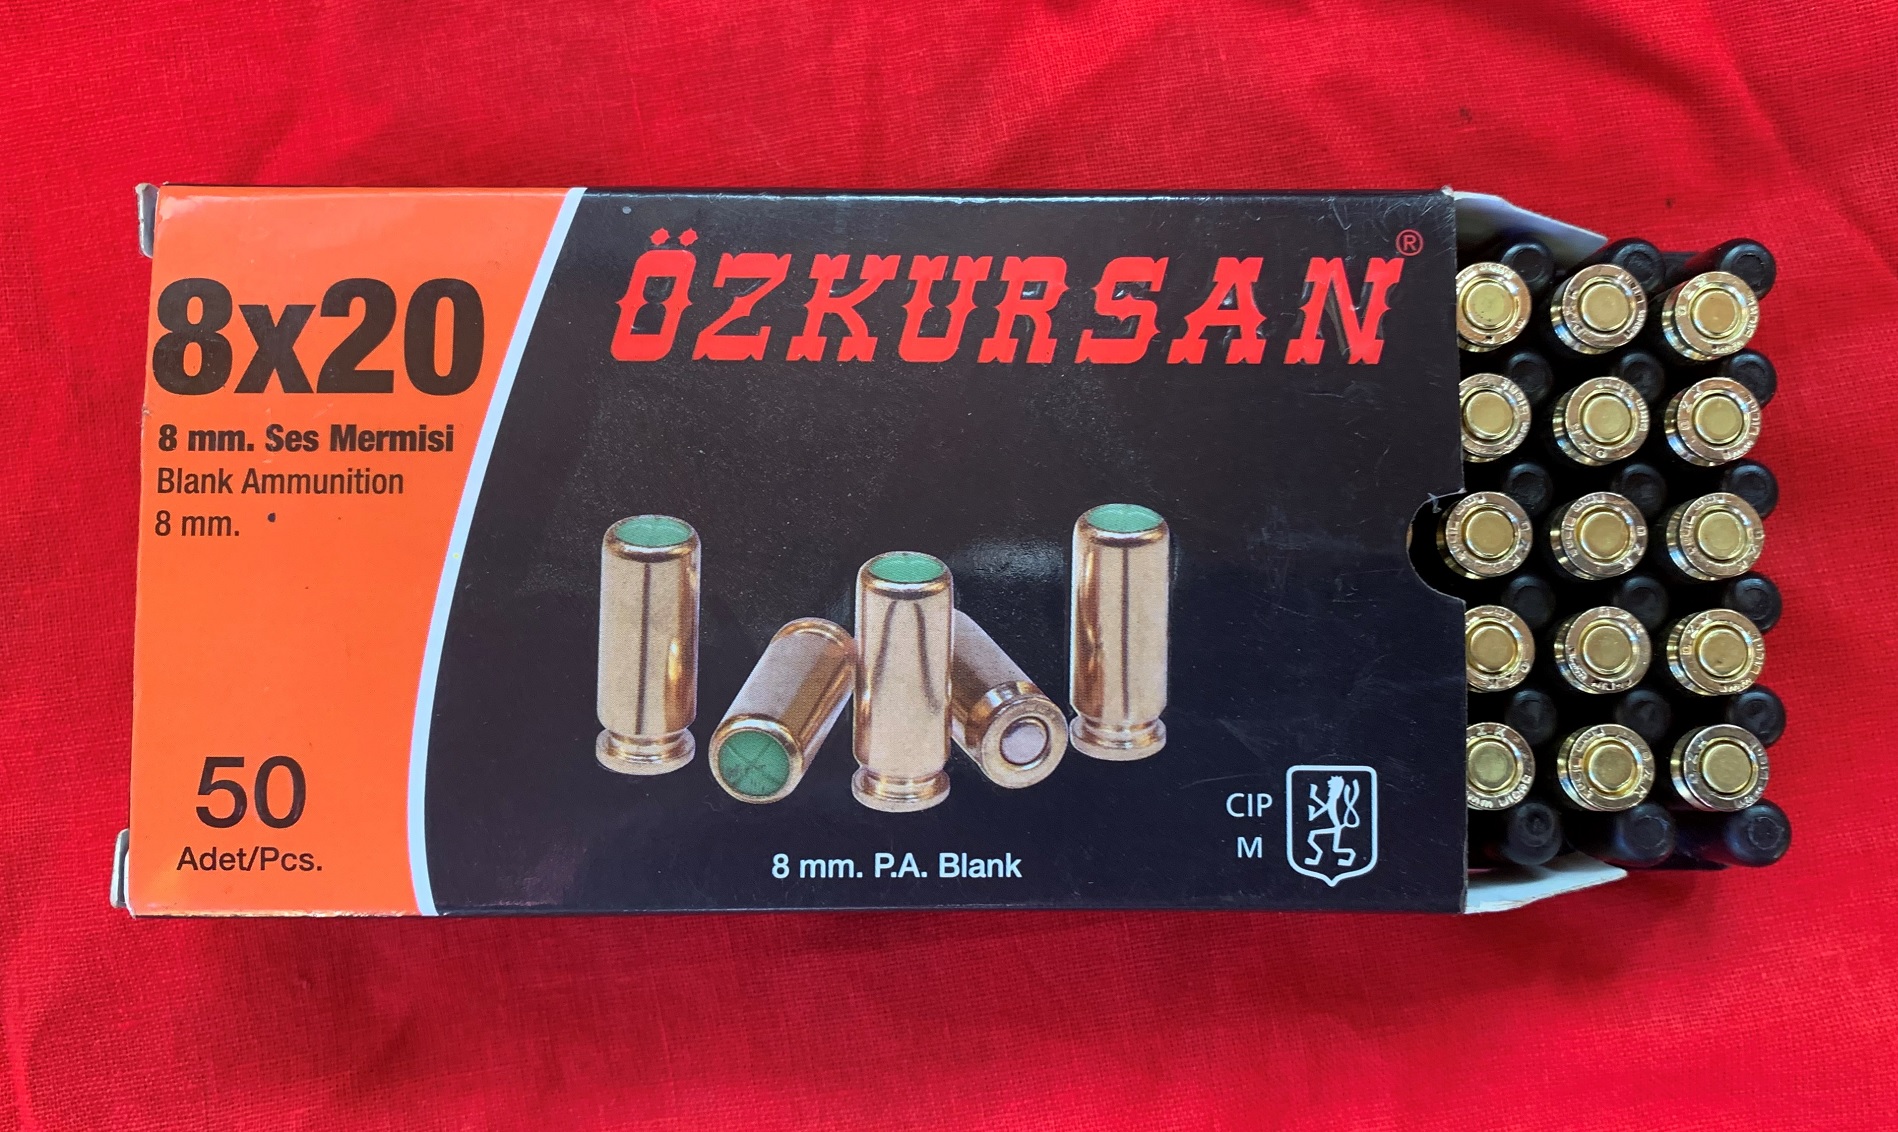 8x20
8 mm. Ses Mermisi
Blank Ammunition
8 mm.
50
Adet/Pcs.
ÖZKURSAN®
8 mm. P.A. Blank
CIP
M